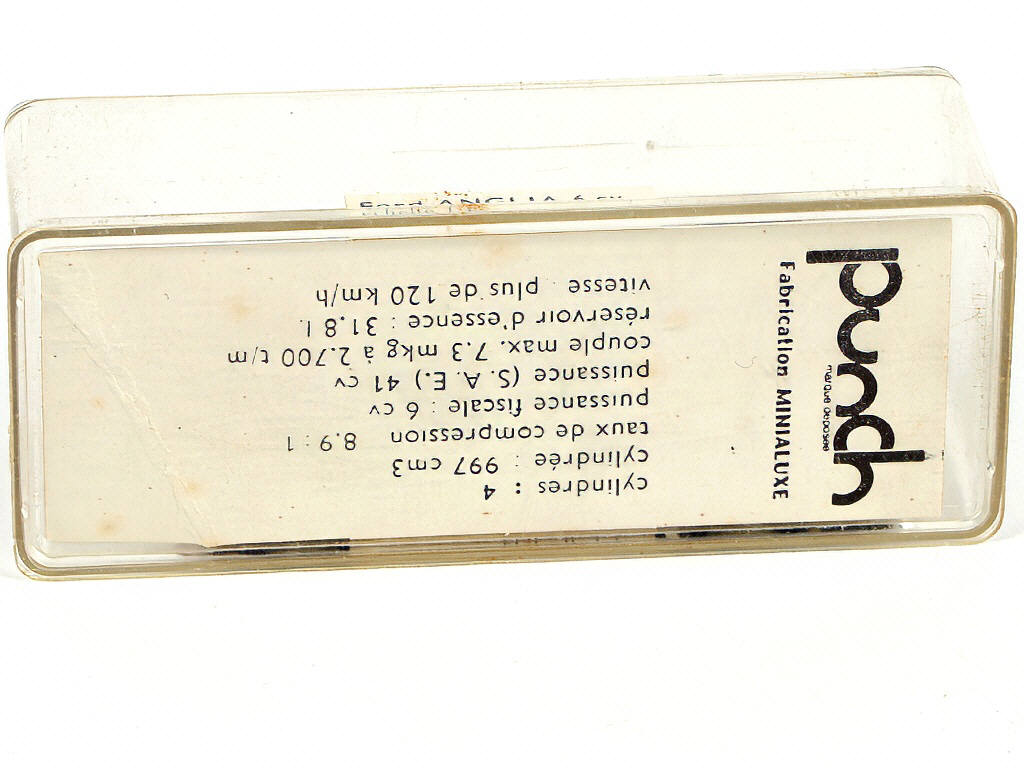 punch
marque déposée
Fabrication MINIALUXE
cylindres : 4
cylindrée : 997 cm3
taux de compression 8.9 : 1
puissance fiscale : 6 cv
puissance (S. A. E.) 41 cv
couple max. 7.3 mkg à 2.700 t/m
réservoir d'essence : 31.8 l
vitesse : plus de 120 km/h